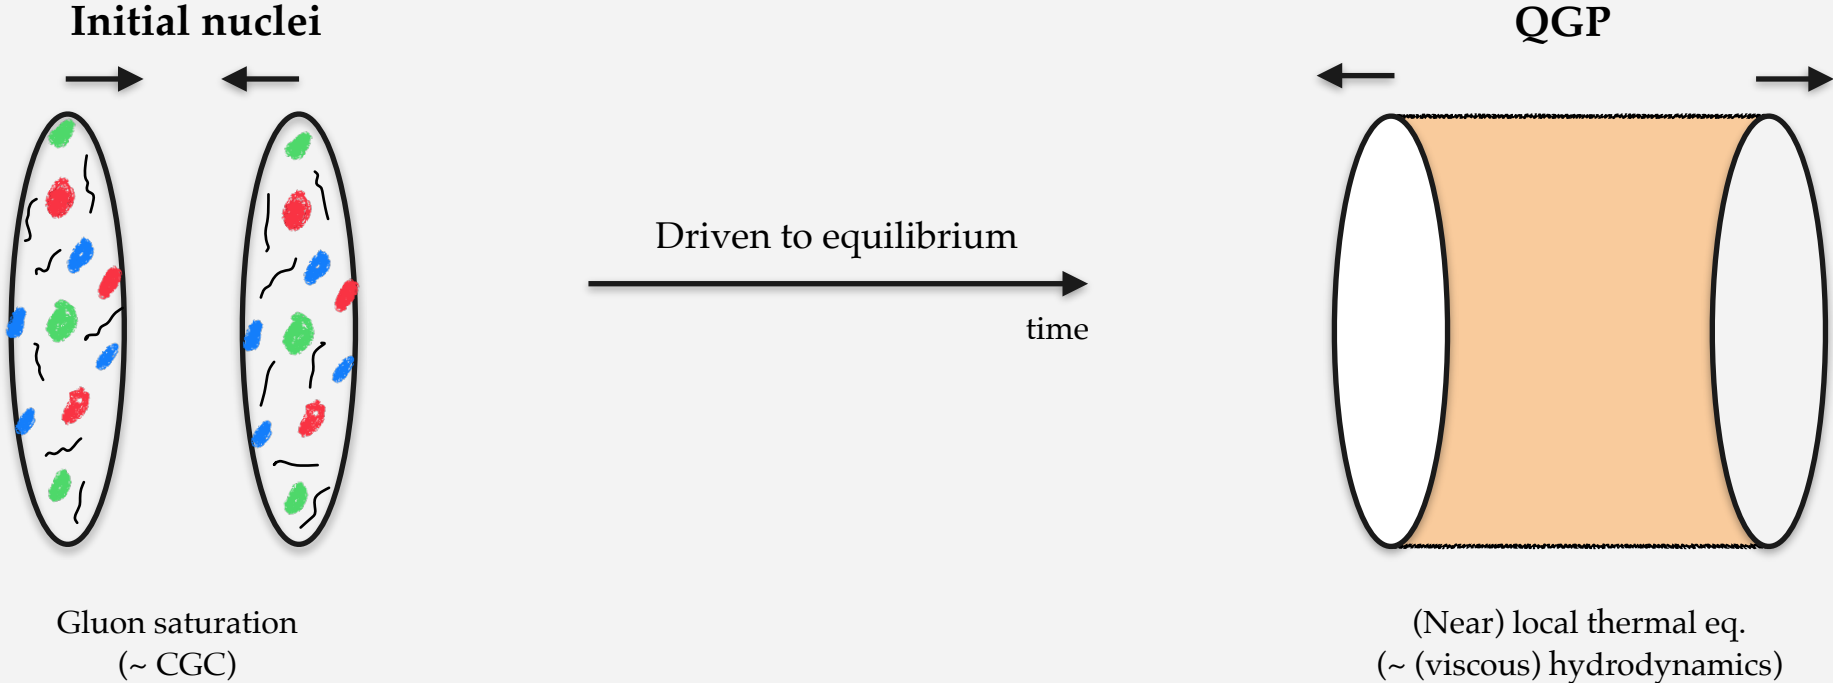 Initial nuclei
QGP
Driven to equilibrium
time
Gluon saturation
(~ CGC)
(Near) local thermal eq.
(~ (viscous) hydrodynamics)